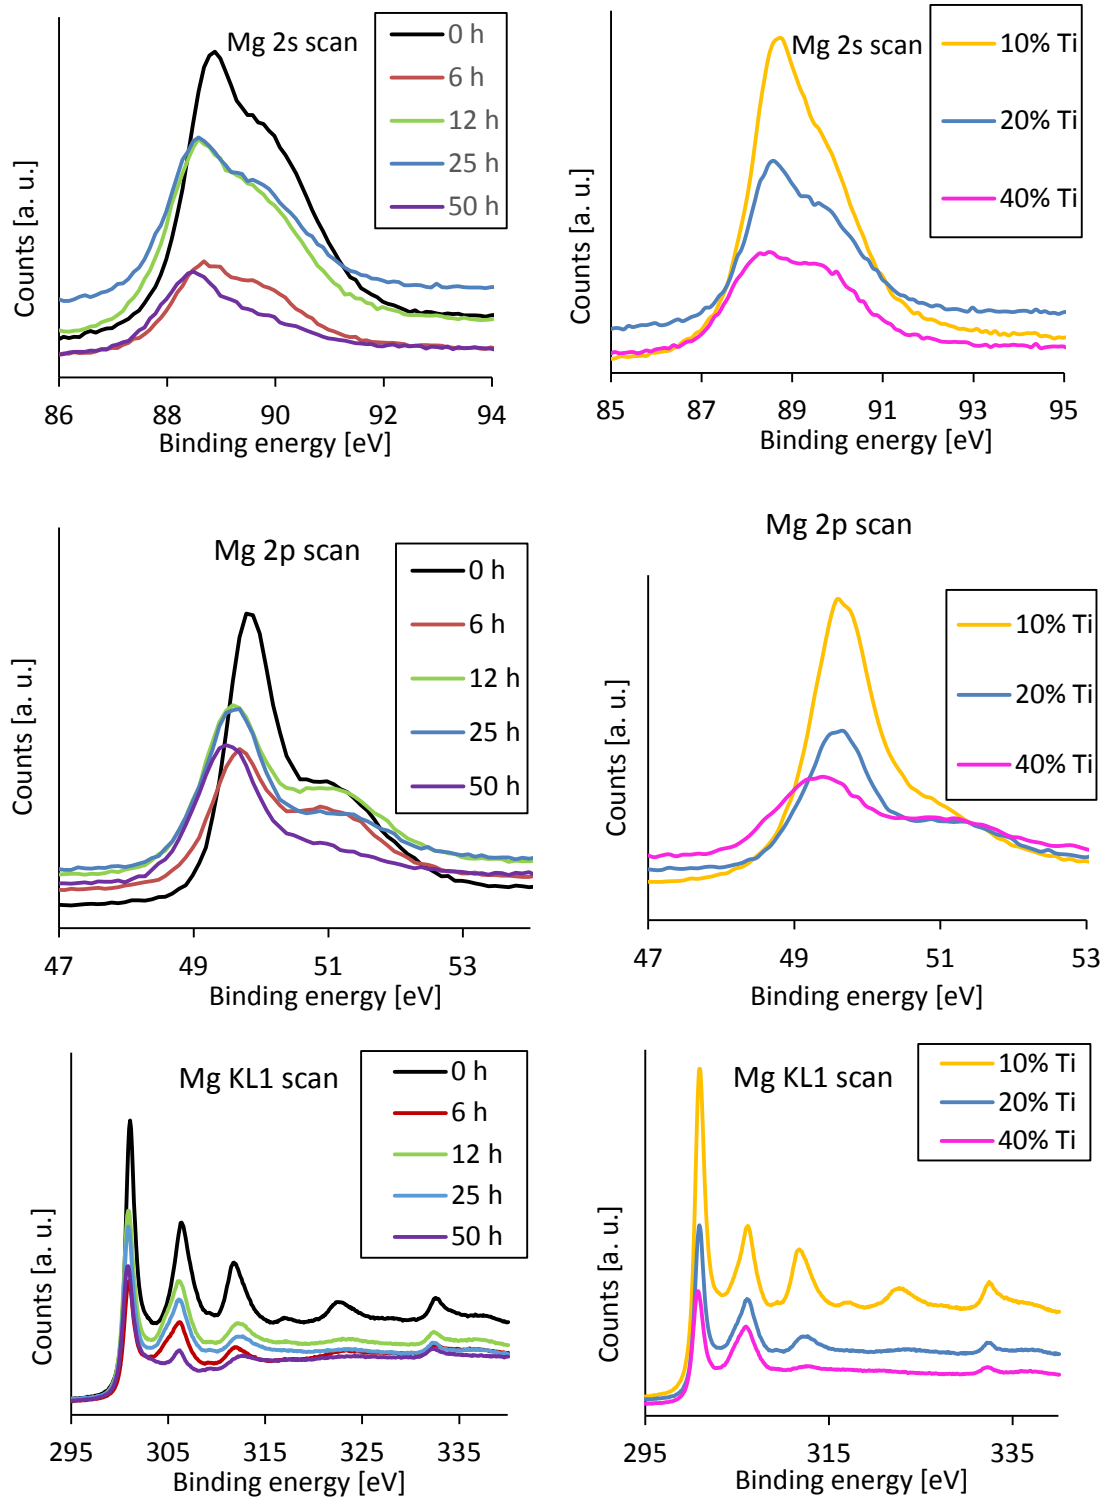 Mg 2s scan
0 h
6 h
12 h
25 h
50 h
Counts [a. u.]
86 88 90 92 94
Binding energy [eV]
Mg 2s scan
10% Ti
20% Ti
40% Ti
Counts [a. u.]
85 87 89 91 93 95
Binding energy [eV]
Mg 2p scan
0 h
6 h
12 h
25 h
50 h
Counts [a. u.]
47 49 51 53
Binding energy [eV]
Mg 2p scan
10% Ti
20% Ti
40% Ti
Counts [a. u.]
47 49 51 53
Binding energy [eV]
Mg KL1 scan
0 h
6 h
12 h
25 h
50 h
Counts [a. u.]
295 305 315 325 335
Binding energy [eV]
Mg KL1 scan
10% Ti
20% Ti
40% Ti
Counts [a. u.]
295 315 335
Binding energy [eV]